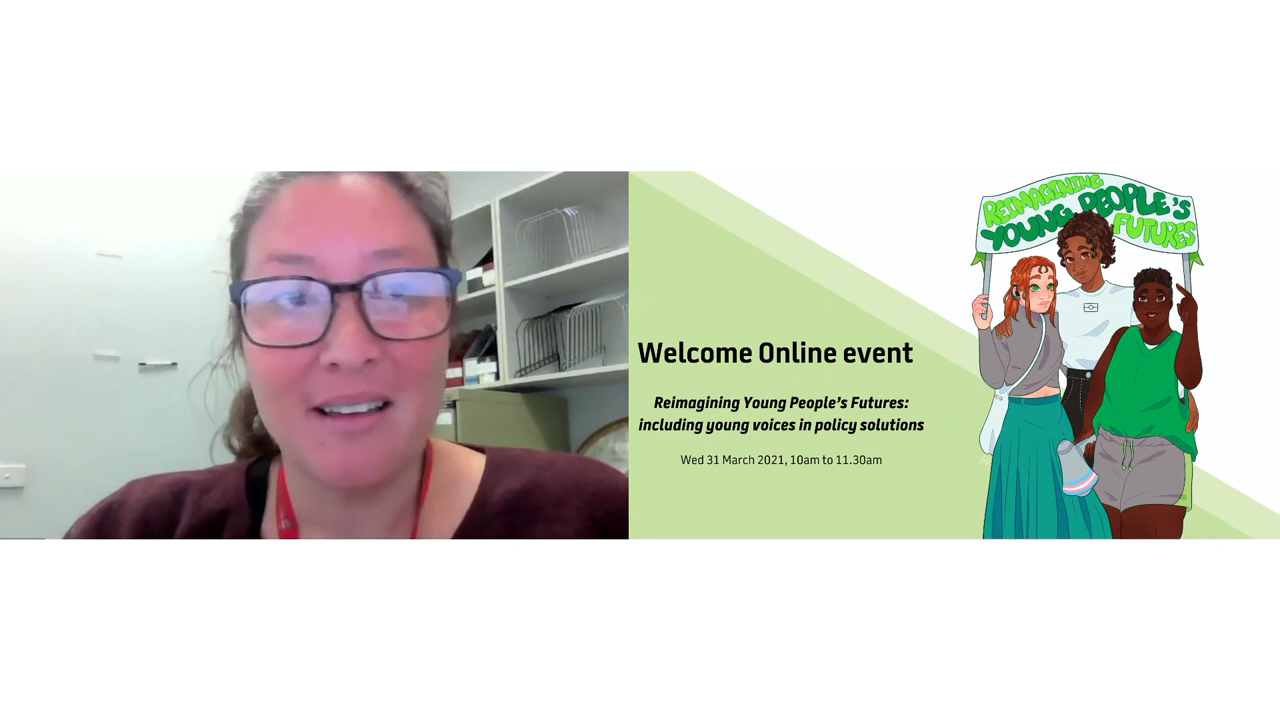 REIMAGINING
YOUNG PEOPLE'S
FUTURES
Welcome Online event
Reimagining Young People's Futures:
including young voices in policy solutions
Wed 31 March 2021, 10am to 11.30am